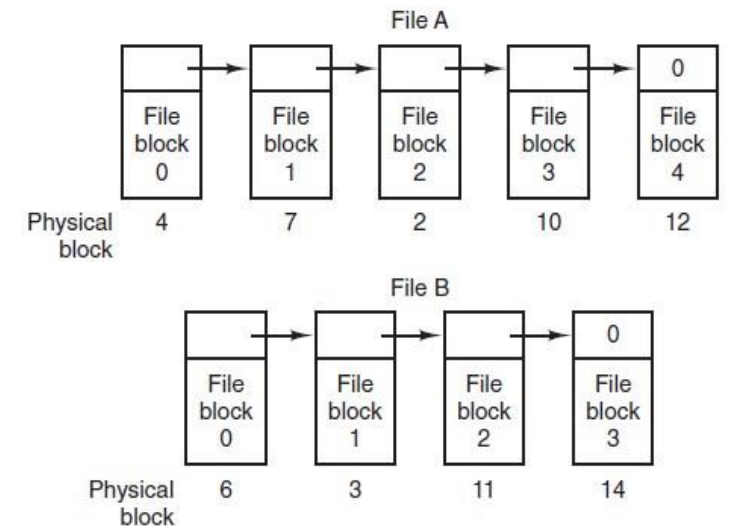 File A
0
File File File File File
block block block block block
0 1 2 3 4
Physical 4 7 2 10 12
block
File B
0
File File File File
block block block block
0 1 2 3
Physical 6 3 11 14
block